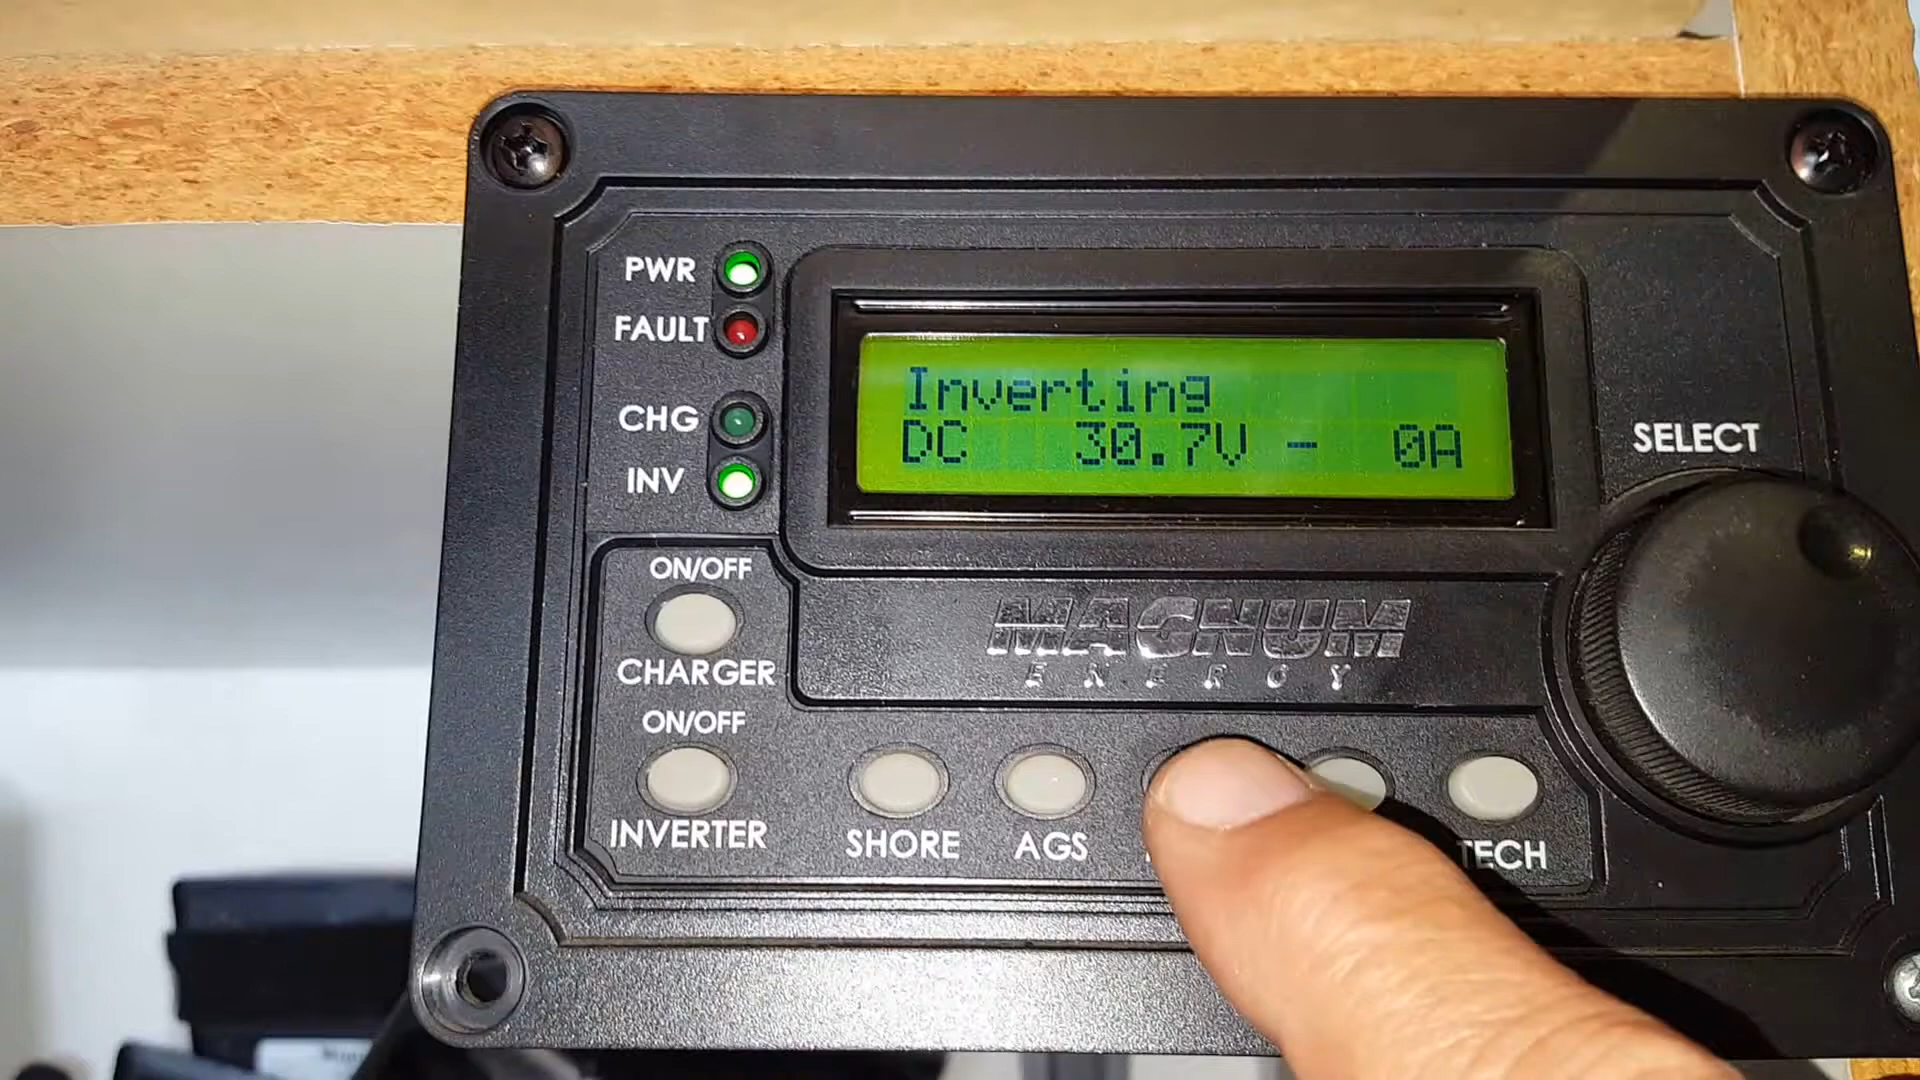 PWR
FAULT
CHG
INV
Inverting
DC 30.7V - 0A
SELECT
ON/OFF
CHARGER
ON/OFF
INVERTER
MAGNUM
ENERGY
SHORE
AGS
TECH